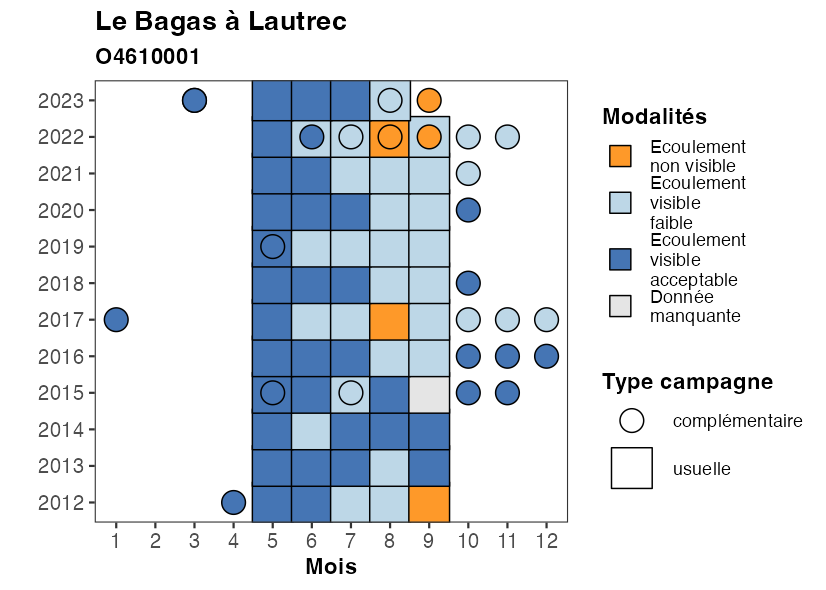 Le Bagas à Lautrec
O4610001
2023
2022
2021
2020
2019
2018
2017
2016
2015
2014
2013
2012
1 2 3 4 5 6 7 8 9 10 11 12
Mois
Modalités
Ecoulement
non visible
Ecoulement
visible
faible
Ecoulement
visible
acceptable
Donnée
manquante
Type campagne
complémentaire
usuelle